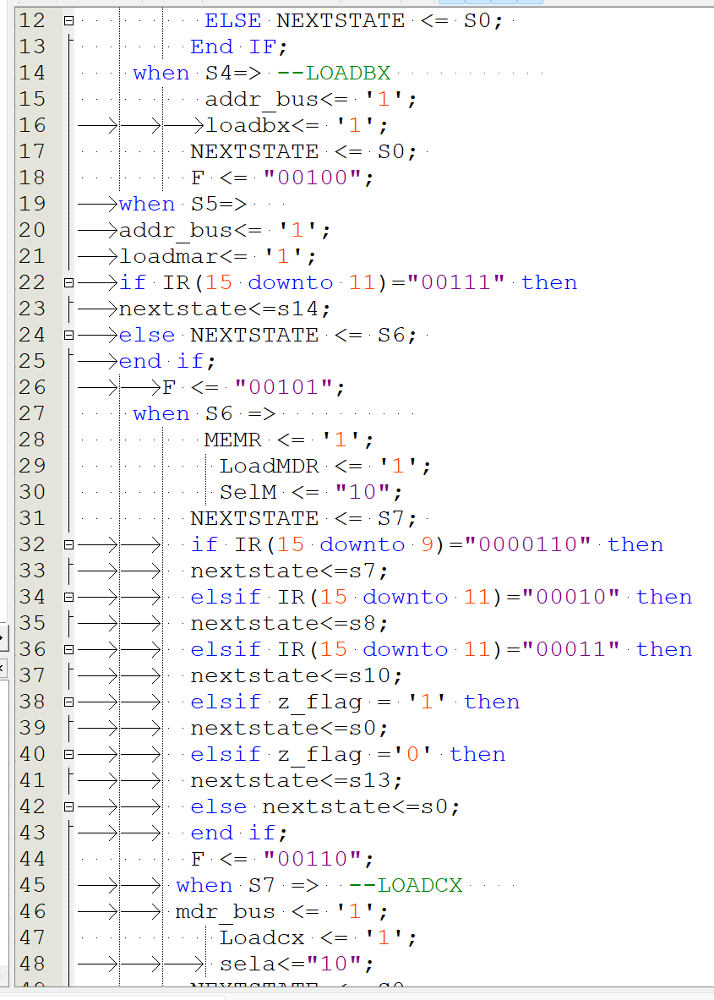 12 ELSE NEXTSTATE <= S0;
13 End IF;
14 when S4=> --LOADBX
15 addr_bus<= '1';
16 loadbx<= '1';
17 NEXTSTATE <= S0;
18 F <= "00100";
19 when S5=>
20 addr_bus<= '1';
21 loadmar<= '1';
22 if IR(15 downto 11)="00111" then
23 nextstate<=s14;
24 else NEXTSTATE <= S6;
25 end if;
26 F <= "00101";
27 when S6 =>
28 MEMR <= '1';
29 LoadMDR <= '1';
30 SelM <= "10";
31 NEXTSTATE <= S7;
32 if IR(15 downto 9)="0000110" then
33 nextstate<=s7;
34 elsif IR(15 downto 11)="00010" then
35 nextstate<=s8;
36 elsif IR(15 downto 11)="00011" then
37 nextstate<=s10;
38 elsif z_flag = '1' then
39 nextstate<=s0;
40 elsif z_flag ='0' then
41 nextstate<=s13;
42 else nextstate<=s0;
43 end if;
44 F <= "00110";
45 when S7 => --LOADCX
46 mdr_bus <= '1';
47 Loadcx <= '1';
48 sela<="10";